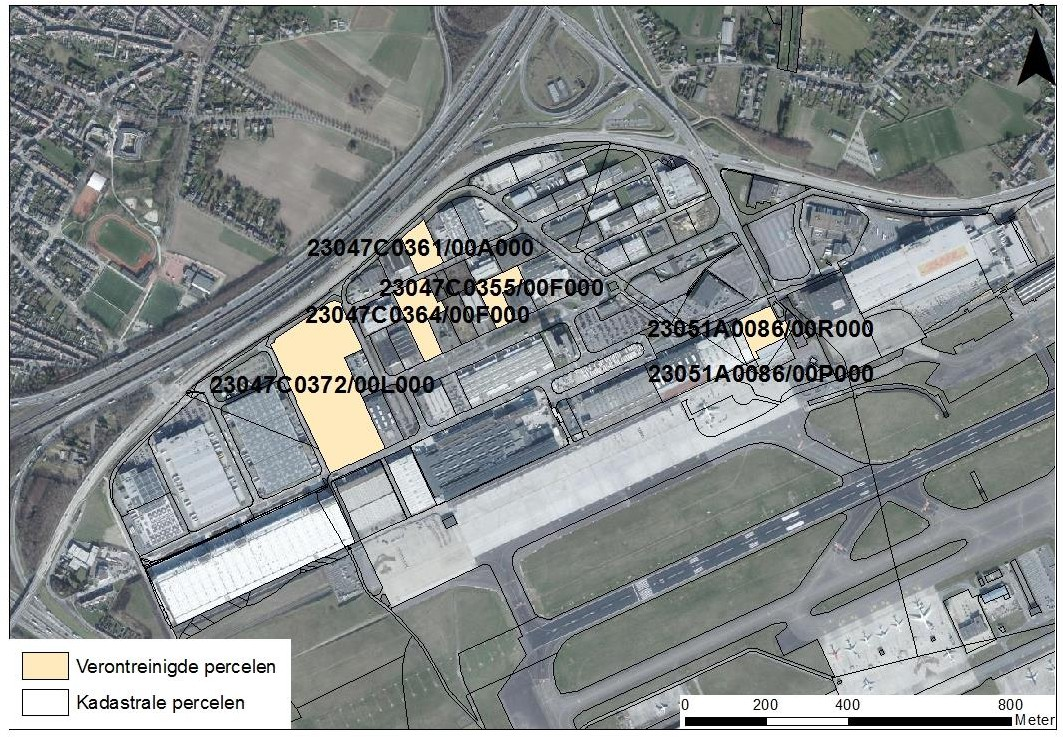 N
23047C0361/00A000
23047C0355/00F000
23047C0364/00F000
23051A0086/00R000
23051A0086/00P000
23047C0372/00L000
Verontreinigde percelen
Kadastrale percelen
0 200 400 800
Meter